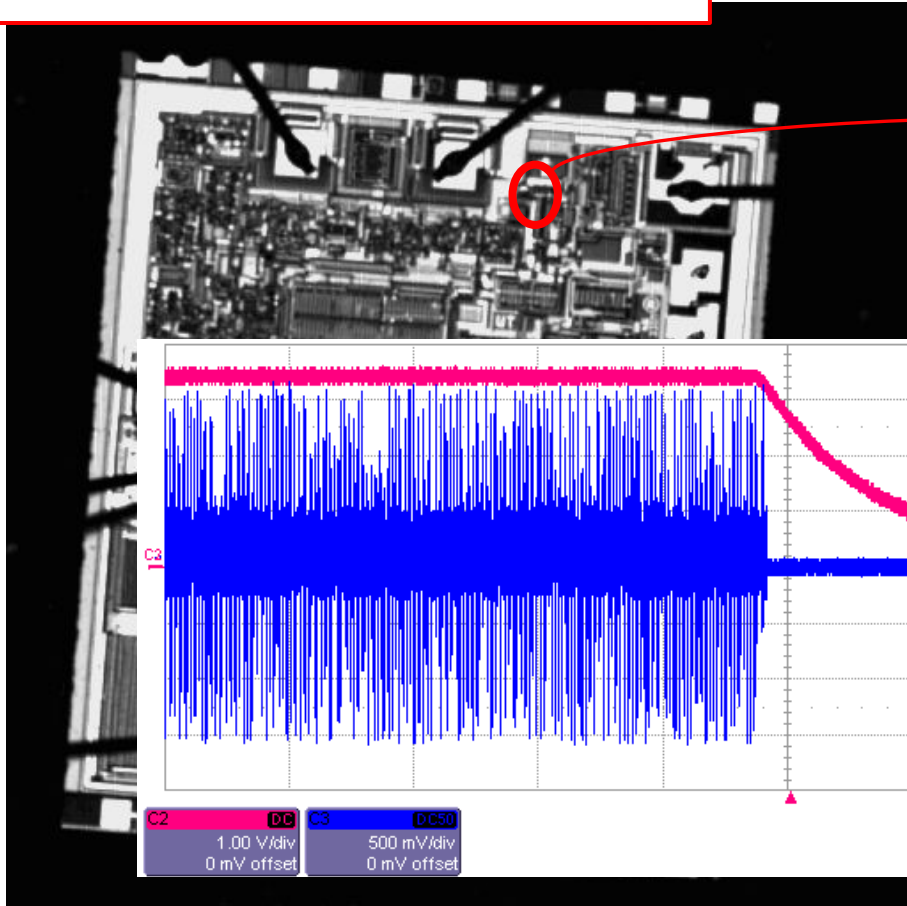 C3
C2 DC
1.00 V/div
0 mV offset
C3 DC50
500 mV/div
0 mV offset